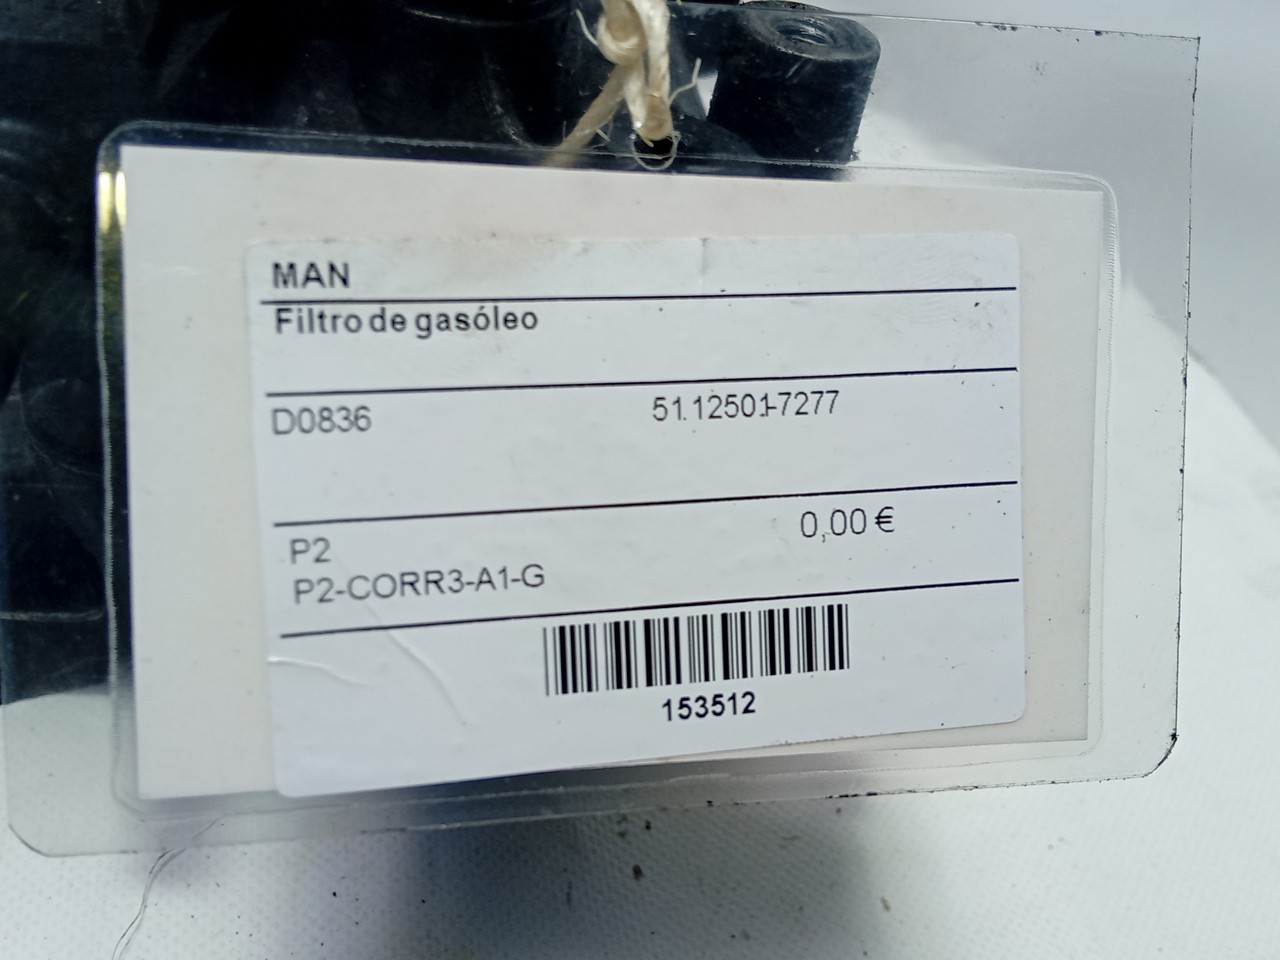 MAN
Filtro de gasóleo
D0836 51.12501-7277
P2 0,00 €
P2-CORR3-A1-G
153512